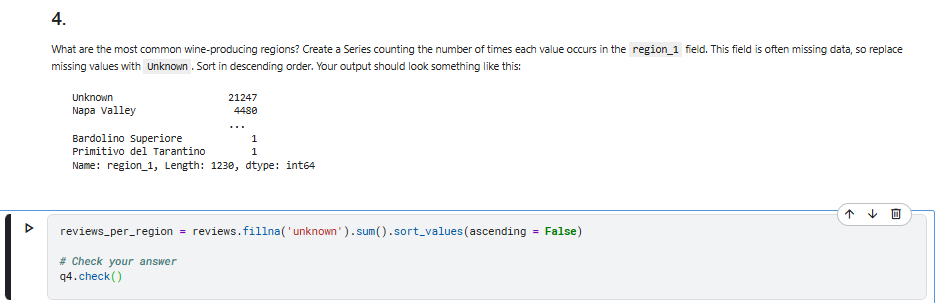 4.
What are the most common wine-producing regions? Create a Series counting the number of times each value occurs in the region_1 field. This field is often missing data, so replace
missing values with Unknown . Sort in descending order. Your output should look something like this:
Unknown 21247
Napa Valley 4480
...
Bardolino Superiore 1
Primitivo del Tarantino 1
Name: region_1, Length: 1230, dtype: int64
reviews_per_region = reviews.fillna('unknown').sum().sort_values(ascending = False)
# Check your answer
q4.check()